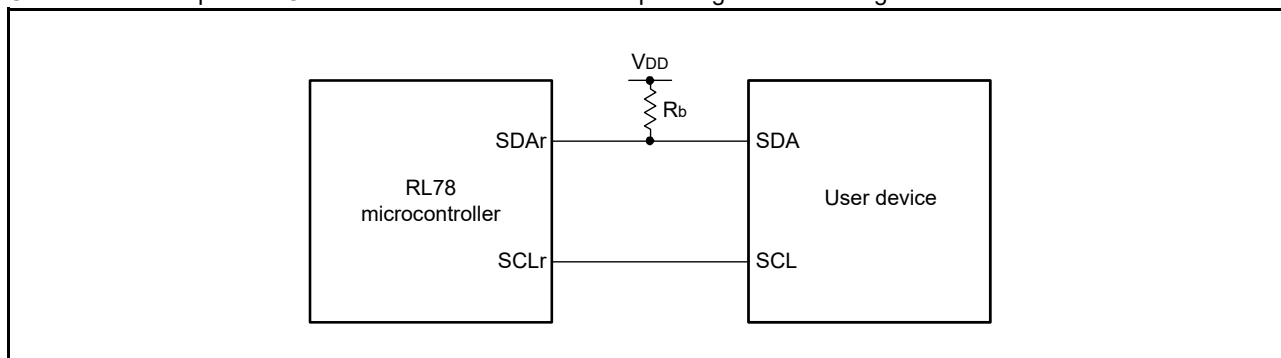 VDD
Rb
SDAr
SDA
RL78
microcontroller
User device
SCLr
SCL